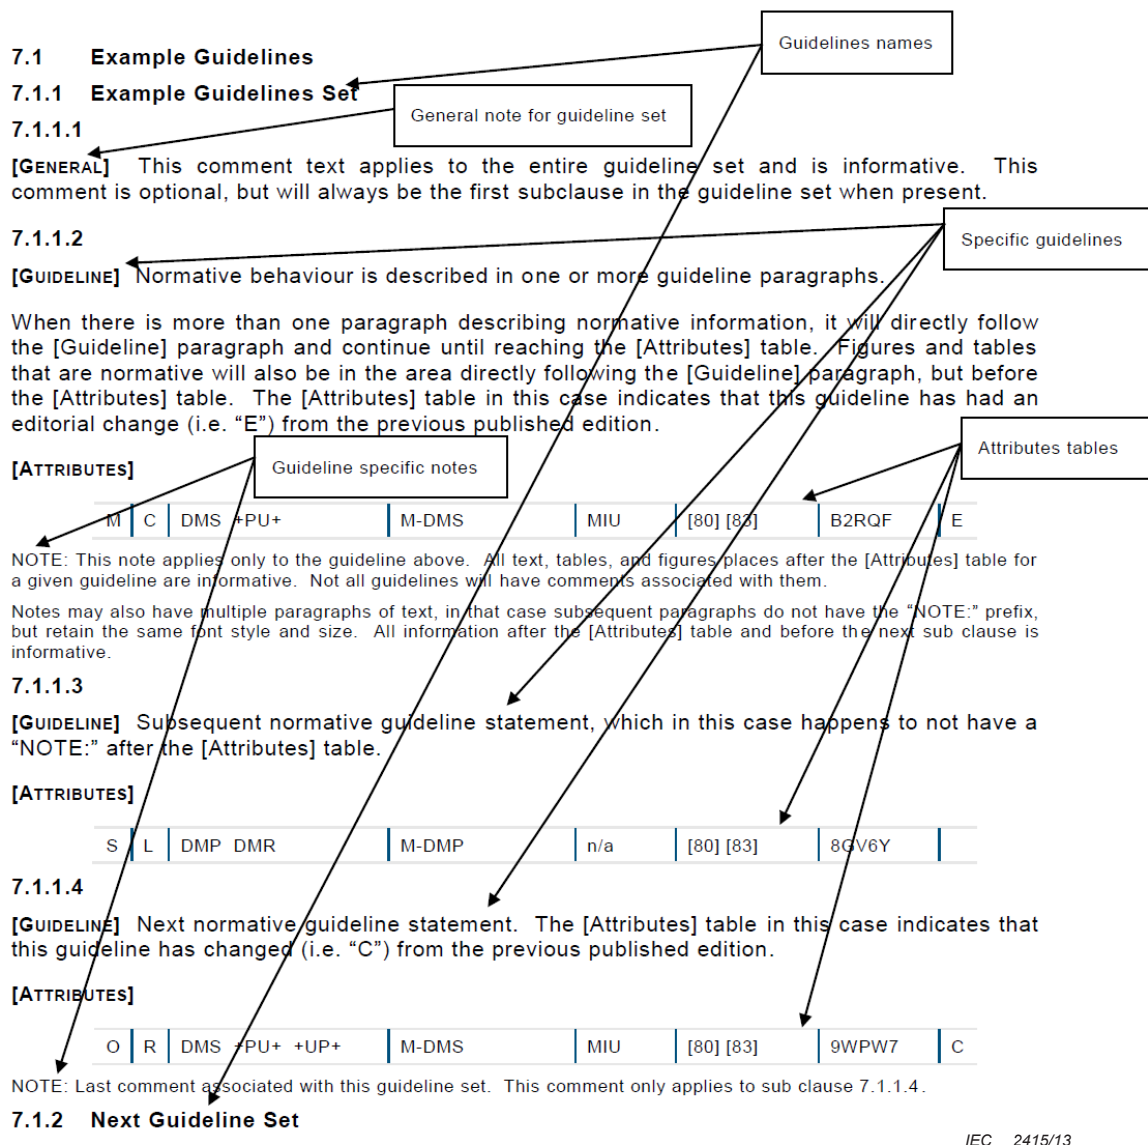 Guidelines names
7.1 Example Guidelines
7.1.1 Example Guidelines Set
General note for guideline set
7.1.1.1
[GENERAL] This comment text applies to the entire guideline set and is informative. This
comment is optional, but will always be the first subclause in the guideline set when present.
7.1.1.2
Specific guidelines
[GUIDELINE] Normative behaviour is described in one or more guideline paragraphs.
When there is more than one paragraph describing normative information, it will directly follow
the [Guideline] paragraph and continue until reaching the [Attributes] table. Figures and tables
that are normative will also be in the area directly following the [Guideline] paragraph, but before
the [Attributes] table. The [Attributes] table in this case indicates that this guideline has had an
editorial change (i.e. “E”) from the previous published edition.
Attributes tables
[ATTRIBUTES]
Guideline specific notes
M C DMS +PU+ M-DMS MIU [80] [83] B2RQF E
NOTE: This note applies only to the guideline above. All text, tables, and figures places after the [Attributes] table for
a given guideline are informative. Not all guidelines will have comments associated with them.
Notes may also have multiple paragraphs of text, in that case subsequent paragraphs do not have the “NOTE:” prefix,
but retain the same font style and size. All information after the [Attributes] table and before the next sub clause is
informative.
7.1.1.3
[GUIDELINE] Subsequent normative guideline statement, which in this case happens to not have a
“NOTE:” after the [Attributes] table.
[ATTRIBUTES]
S L DMP DMR M-DMP n/a [80] [83] 8GV6Y
7.1.1.4
[GUIDELINE] Next normative guideline statement. The [Attributes] table in this case indicates that
this guideline has changed (i.e. “C”) from the previous published edition.
[ATTRIBUTES]
O R DMS +PU+ +UP+ M-DMS MIU [80] [83] 9WPW7 C
NOTE: Last comment associated with this guideline set. This comment only applies to sub clause 7.1.1.4.
7.1.2 Next Guideline Set
IEC 2415/13